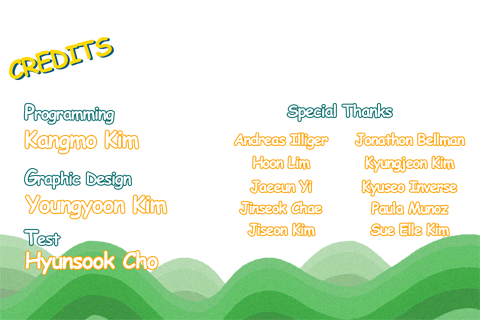 CREDITS
Programming
Kangmo Kim
Graphic Design
Youngyoon Kim
Test
Hyunsook Cho
Special Thanks
Andreas Illiger Jonathon Bellman
Hoon Lim Kyungjeon Kim
Jaeeun Yi Kyuseo Inverse
Jinseok Chae Paula Munoz
Jiseon Kim Sue Elle Kim